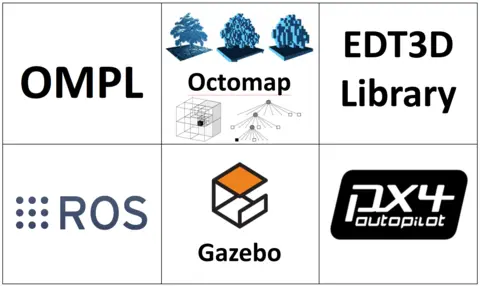 OMPL
Octomap
EDT3D
Library
ROS
Gazebo
px4
autopilot